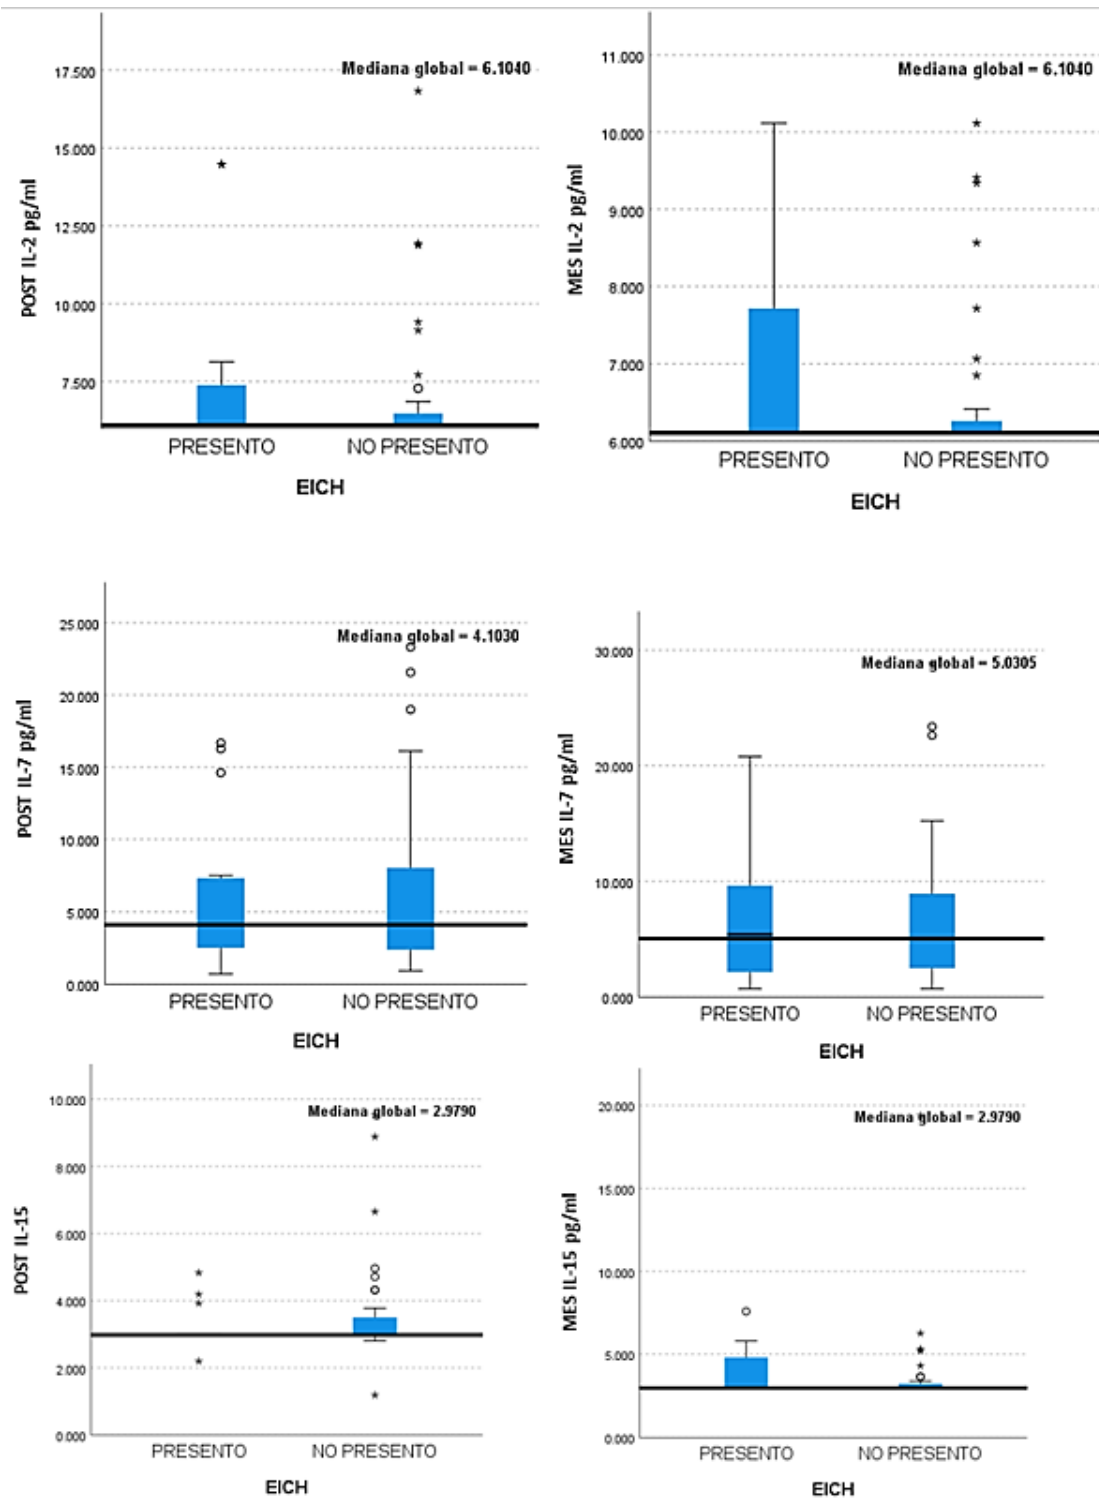 Mediana global = 6.1040
17.500
15.000
12.500
10.000
7.500
POST IL-2 pg/ml
PRESENTO NO PRESENTO
EICH
Mediana global = 6.1040
11.000
10.000
9.000
8.000
7.000
6.000
MES IL-2 pg/ml
PRESENTO NO PRESENTO
EICH
Mediana global = 4.1030
25.000
20.000
15.000
10.000
5.000
0.000
POST IL-7 pg/ml
PRESENTO NO PRESENTO
EICH
Mediana global = 5.0305
30.000
20.000
10.000
0.000
MES IL-7 pg/ml
PRESENTO NO PRESENTO
EICH
Mediana global = 2.9790
10.000
8.000
6.000
4.000
2.000
0.000
POST IL-15
PRESENTO NO PRESENTO
EICH
Mediana global = 2.9790
20.000
15.000
10.000
5.000
0.000
MES IL-15 pg/ml
PRESENTO NO PRESENTO
EICH